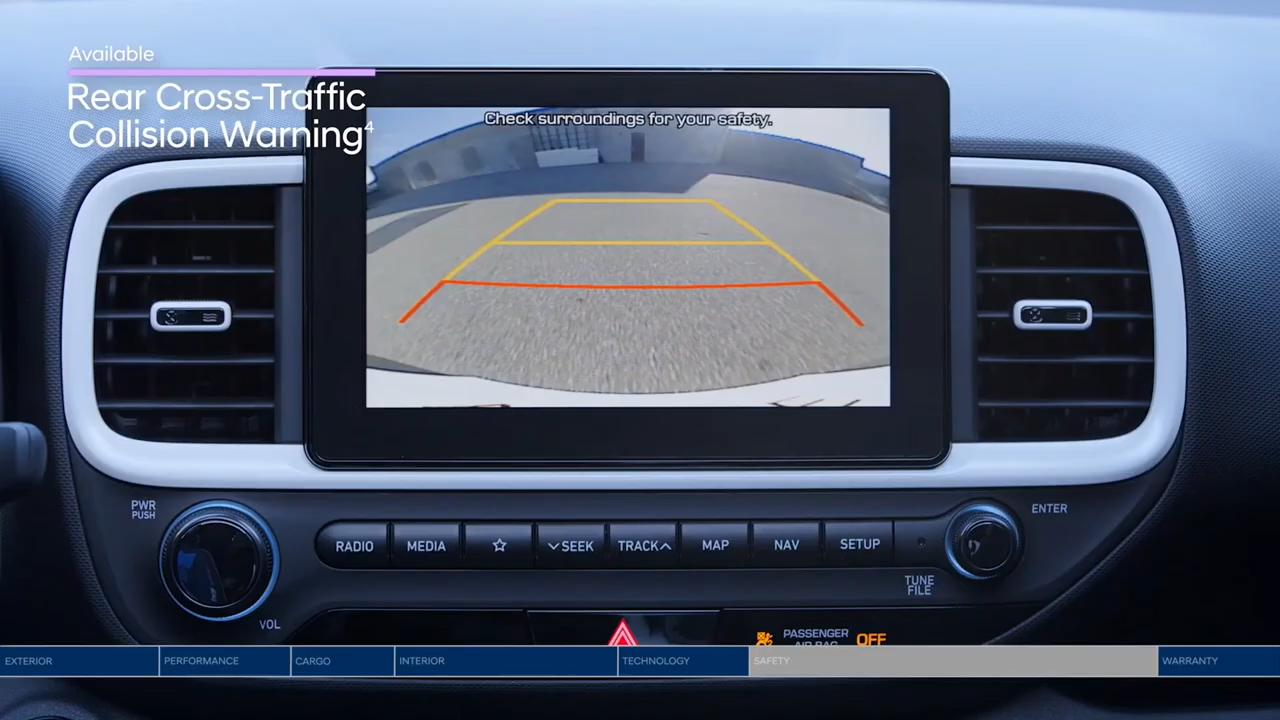 Available
Rear Cross-Traffic
Collision Warning⁴
Check surroundings for your safety.
PWR
PUSH
VOL
RADIO
MEDIA
SEEK
TRACK
MAP
NAV
SETUP
ENTER
TUNE
FILE
PASSENGER
AIR BAG
OFF
EXTERIOR
PERFORMANCE
CARGO
INTERIOR
TECHNOLOGY
SAFETY
WARRANTY